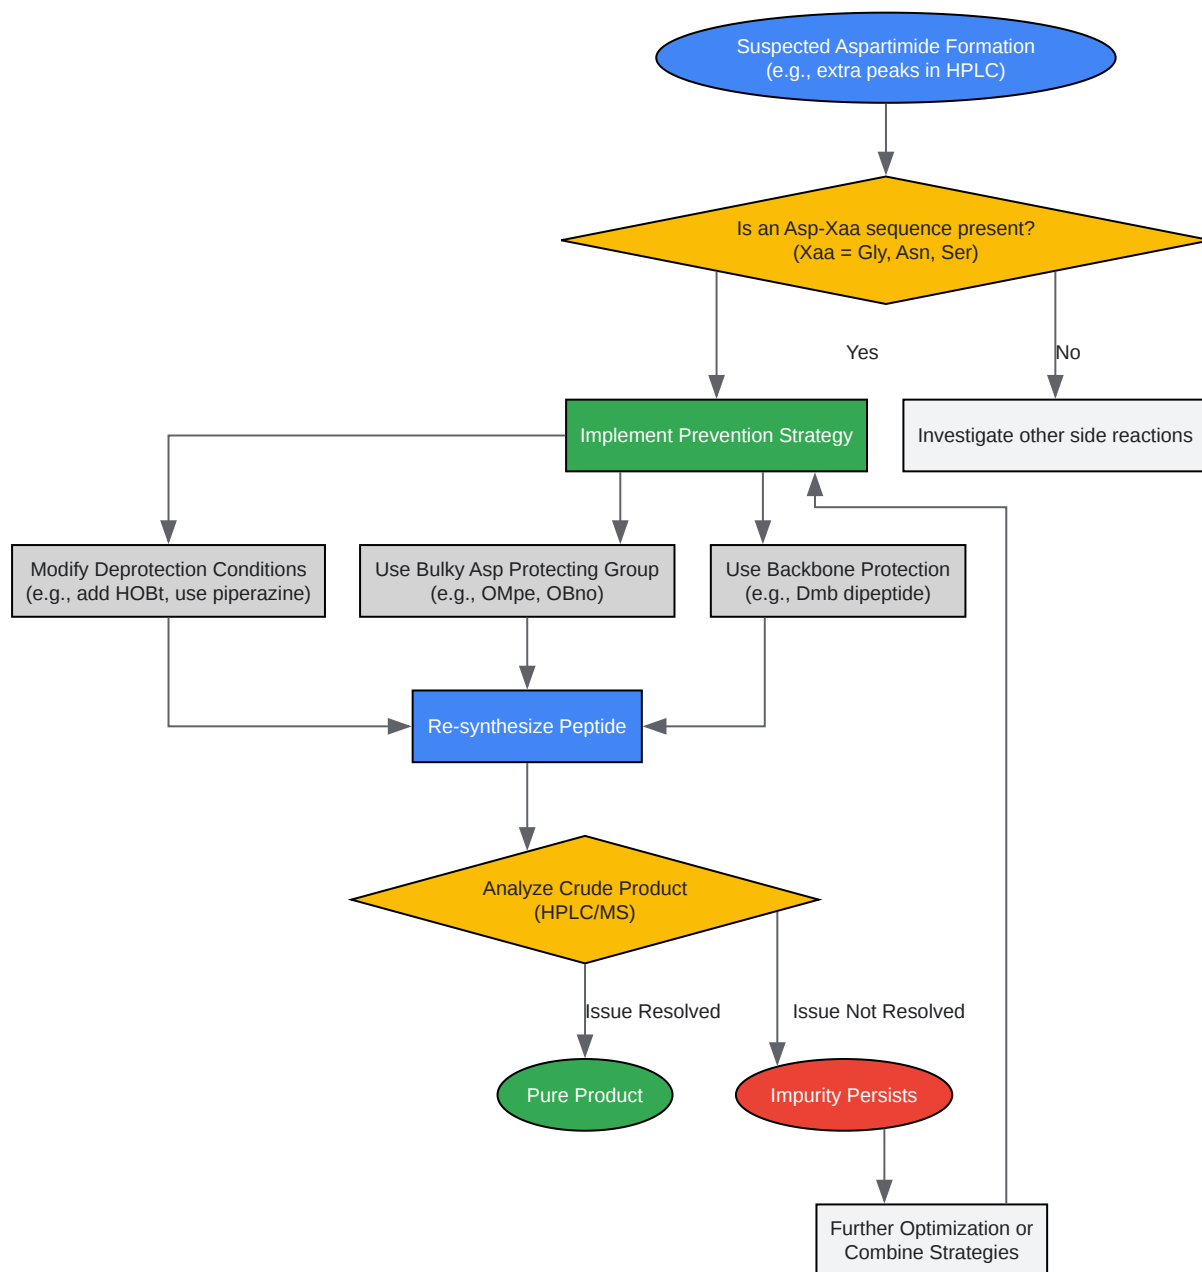 Suspected Aspartimide Formation
(e.g., extra peaks in HPLC)
Is an Asp-Xaa sequence present?
(Xaa = Gly, Asn, Ser)
Yes
No
Implement Prevention Strategy
Investigate other side reactions
Modify Deprotection Conditions
(e.g., add HOBt, use piperazine)
Use Bulky Asp Protecting Group
(e.g., OMpe, OBno)
Use Backbone Protection
(e.g., Dmb dipeptide)
Re-synthesize Peptide
Analyze Crude Product
(HPLC/MS)
Issue Resolved
Issue Not Resolved
Pure Product
Impurity Persists
Further Optimization or
Combine Strategies